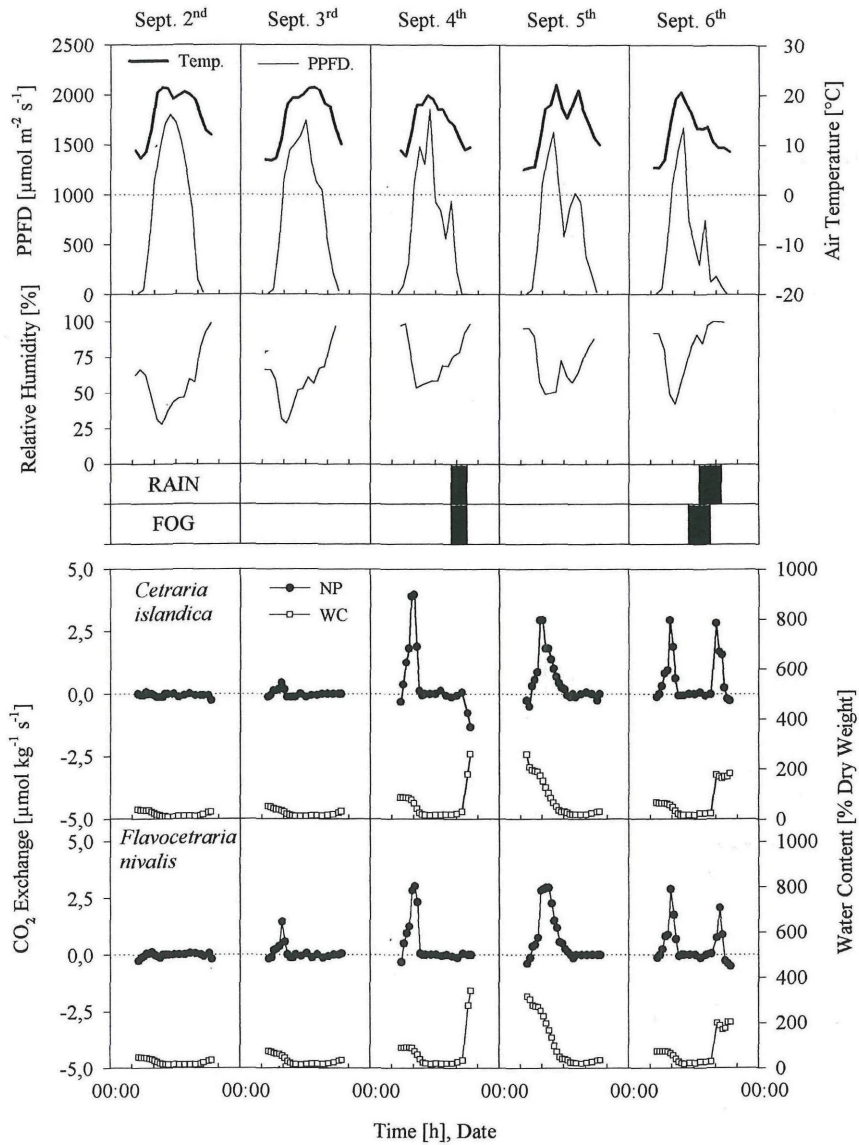 Sept. 2nd Sept. 3rd Sept. 4th Sept. 5th Sept. 6th
PPFD [µmol m-2 s-1]
2500
2000
1500
1000
500
0
Temp. PPFD.
30
20
10
0
-10
-20
Air Temperature [°C]
Relative Humidity [%]
100
75
50
25
0
RAIN
FOG
CO2 Exchange [µmol kg-1 s-1]
5,0
2,5
0,0
-2,5
-5,0
Cetraria
islandica
NP
WC
1000
800
600
400
200
0
Water Content [% Dry Weight]
5,0
2,5
0,0
-2,5
-5,0
Flavocetraria
nivalis
1000
800
600
400
200
0
00:00 00:00 00:00 00:00 00:00 00:00
Time [h], Date